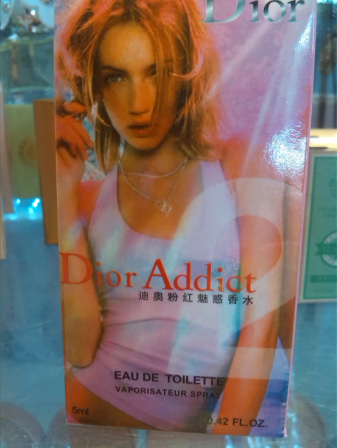 Dior
Dior Addict
迪奥粉红魅惑香水
2
EAU DE TOILETTE
VAPORISATEUR SPRAY
5ml
0.42 FL.OZ.